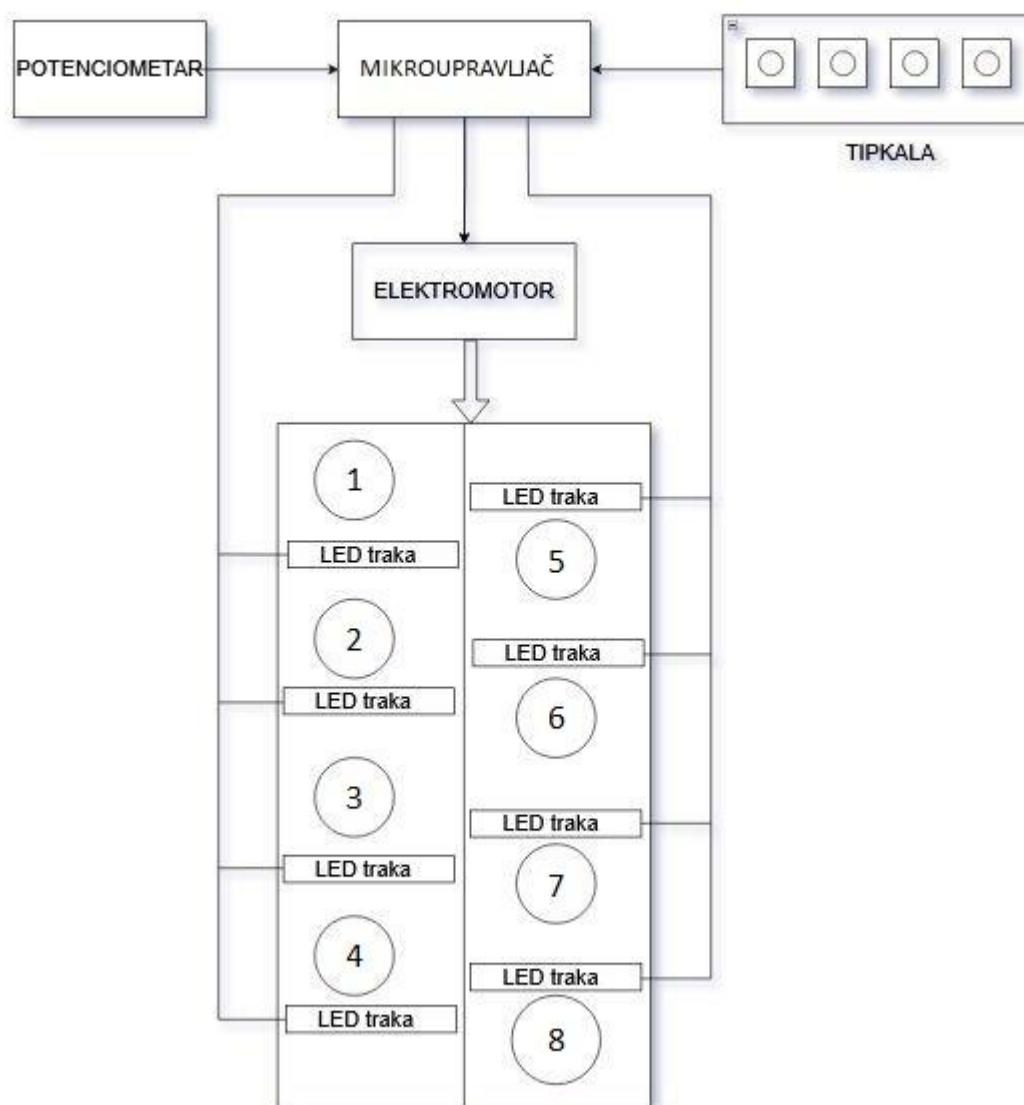 POTENCIOMETAR
MIKROUPRAVLJAČ
TIPKALA
ELEKTROMOTOR
1
LED traka
2
LED traka
3
LED traka
4
LED traka
LED traka
5
LED traka
6
LED traka
7
LED traka
8